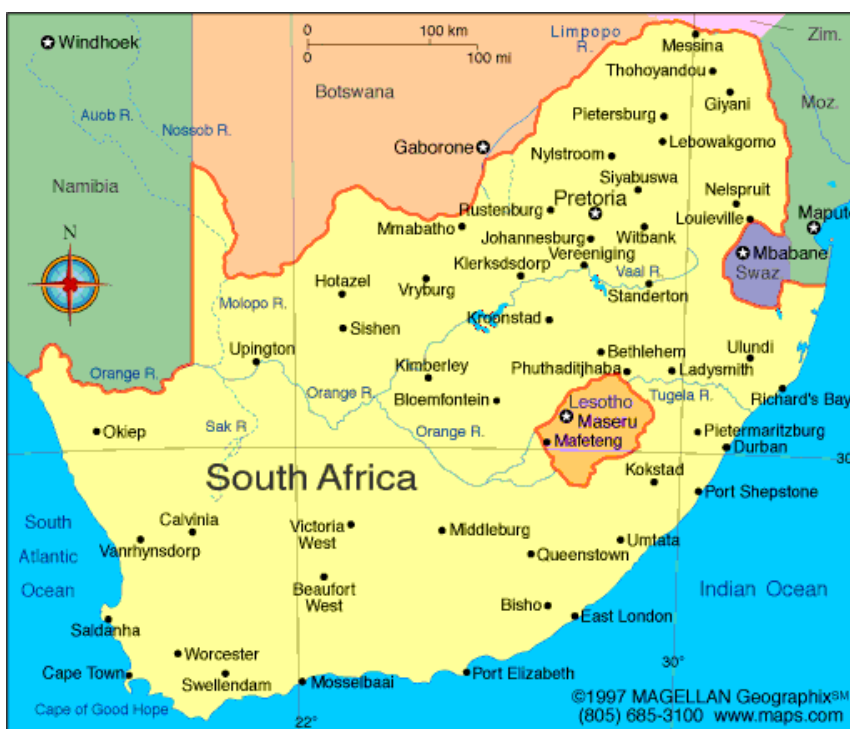 Windhoek
0 100 km
0 100 mi
Limpopo
R.
Zim.
Messina
Thohoyandou
Giyani
Botswana
Moz.
Auob R.
Nossob R.
Pietersburg
Gaborone
Lebowakgomo
Nylstroom
Namibia
Siyabuswa
Pretoria
Nelspruit
Rustenburg
Louieville
Maputo
N
Mmabatho
Johannesburg
Witbank
Mbabane
Vereeniging
Klerksdsdorp
Swaz
Vaal R.
Hotazel
Vryburg
Standerton
Molopo R.
Kroonstad
Sishen
Upington
Bethlehem
Ulundi
Orange R.
Kimberley
Phuthaditjhaba
Ladysmith
Orange R.
Tugela R.
Richard's Bay
Bloemfontein
Lesotho
Maseru
Sak R
Orange R.
Okiep
Mafeteng
Pietermaritzburg
Durban
30
South Africa
Kokstad
Port Shepstone
South
Atlantic
Ocean
Calvinia
Vanrhynsdorp
Victoria
West
Middleburg
Umtata
Queenstown
Beaufort
West
Indian Ocean
Bisho
East London
Saldanha
Worcester
Cape Town
Swellendam
Mosselbaai
Port Elizabeth
30°
Cape of Good Hope
22°
©1997 MAGELLAN Geographix℠
(805) 685-3100 www.maps.com